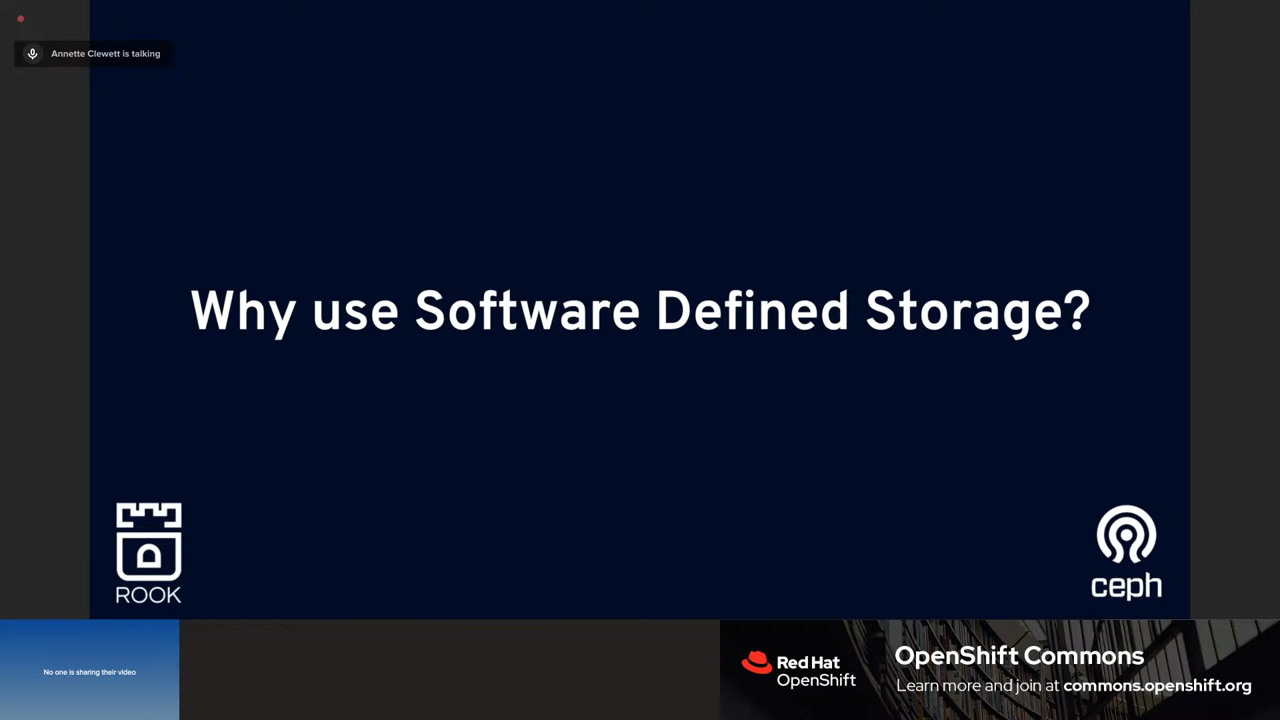 Annette Clewett is talking
Why use Software Defined Storage?
ROOK
ceph
No one is sharing their video
Red Hat
OpenShift
OpenShift Commons
Learn more and join at commons.openshift.org